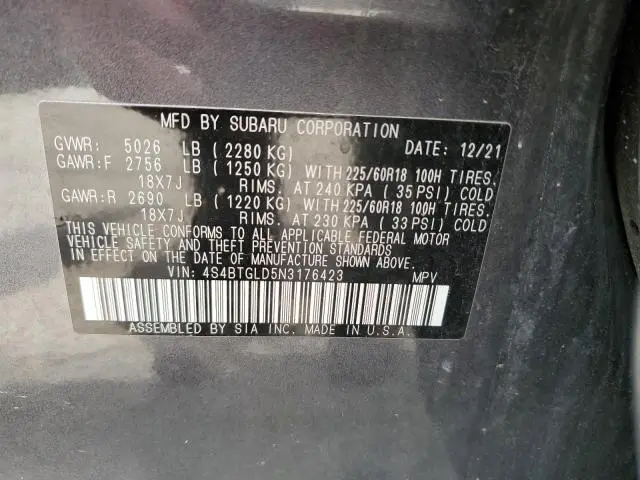 MFD BY SUBARU CORPORATION
GVWR: 5026 LB (2280 KG) DATE: 12/21
GAWR:F 2756 LB (1250 KG) WITH 225/60R18 100H TIRES.
18X7J RIMS. AT 240 KPA (35 PSI) COLD
GAWR:R 2690 LB (1220 KG) WITH 225/60R18 100H TIRES.
18X7J RIMS. AT 230 KPA (33 PSI) COLD
THIS VEHICLE CONFORMS TO ALL APPLICABLE FEDERAL MOTOR
VEHICLE SAFETY AND THEFT PREVENTION STANDARDS
IN EFFECT ON THE DATE OF MANUFACTURE SHOWN ABOVE.
VIN: 4S4BTGLD5N3176423 MPV
ASSEMBLED BY SIA INC. MADE IN U.S.A.